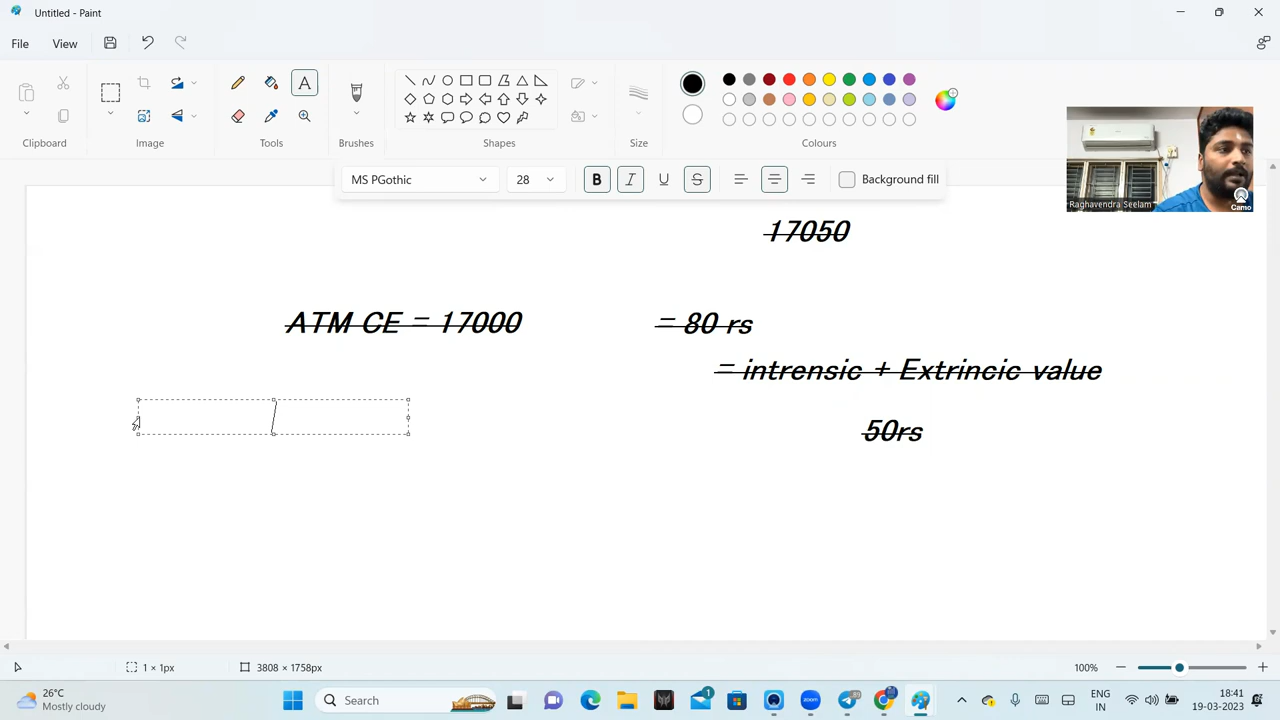 Untitled - Paint
File View
Clipboard Image Tools Brushes Shapes Size Colours
MS Gothic 28 B I U S Background fill
Raghavendra Seelam
Camo
17050
ATM CE = 17000 = 80 rs
= intrensic + Extrincic value
50rs
1 × 1px 3808 × 1758px 100%
26°C
Mostly cloudy
Search
ENG
IN
18:41
19-03-2023